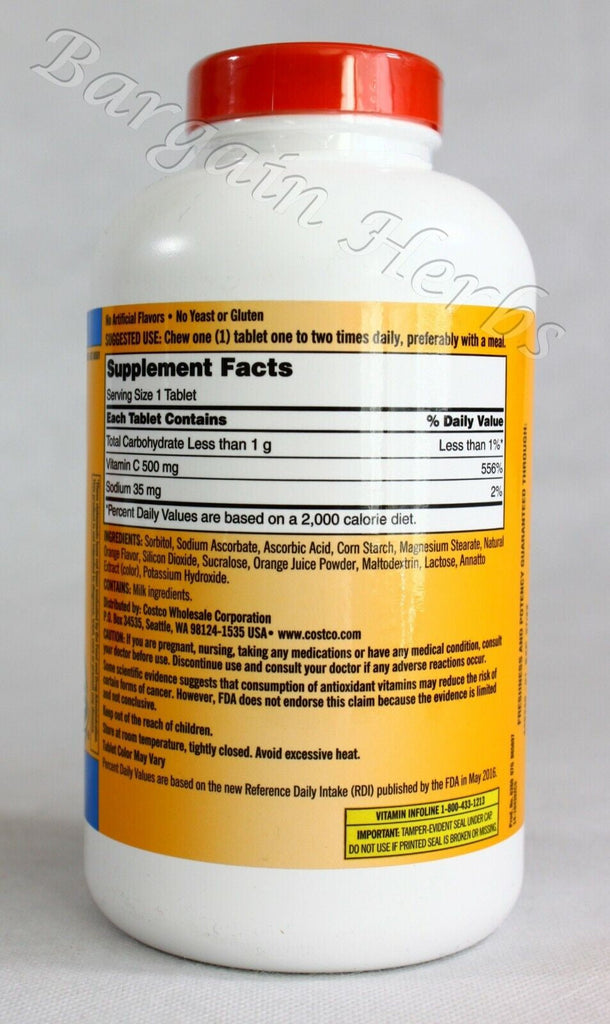 Bargain Herbs
No Artificial Flavors • No Yeast or Gluten
SUGGESTED USE: Chew one (1) tablet one to two times daily, preferably with a meal.
Supplement Facts
Serving Size 1 Tablet
Each Tablet Contains % Daily Value
Total Carbohydrate Less than 1 g Less than 1%*
Vitamin C 500 mg 556%
Sodium 35 mg 2%
*Percent Daily Values are based on a 2,000 calorie diet.
INGREDIENTS: Sorbitol, Sodium Ascorbate, Ascorbic Acid, Corn Starch, Magnesium Stearate, Natural
Orange Flavor, Silicon Dioxide, Sucralose, Orange Juice Powder, Maltodextrin, Lactose, Annatto
Extract (color), Potassium Hydroxide.
CONTAINS: Milk ingredients.
Distributed by: Costco Wholesale Corporation
P.O. Box 34535, Seattle, WA 98124-1535 USA • www.costco.com
CAUTION: If you are pregnant, nursing, taking any medications or have any medical condition, consult
your doctor before use. Discontinue use and consult your doctor if any adverse reactions occur.
Some scientific evidence suggests that consumption of antioxidant vitamins may reduce the risk of
certain forms of cancer. However, FDA does not endorse this claim because the evidence is limited
and not conclusive.
Keep out of the reach of children.
Store at room temperature, tightly closed. Avoid excessive heat.
Tablet Color May Vary
Percent Daily Values are based on the new Reference Daily Intake (RDI) published by the FDA in May 2016.
VITAMIN INFOLINE 1-800-433-1213
IMPORTANT: TAMPER-EVIDENT SEAL UNDER CAP.
DO NOT USE IF PRINTED SEAL IS BROKEN OR MISSING.
FRESHNESS AND POTENCY GUARANTEED THROUGH: